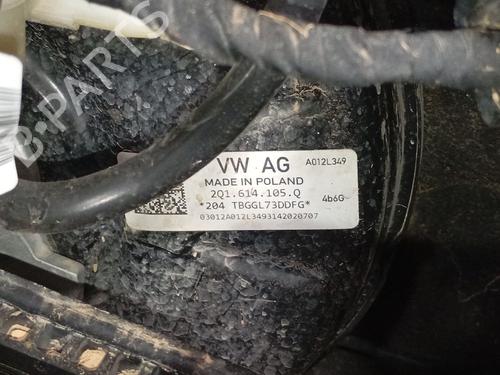 B-PARTS
VW AG A012L349
MADE IN POLAND
2Q1.614.105.Q
*204 TBGGL73DDFG* 4b6G
03012A012L3493142020707